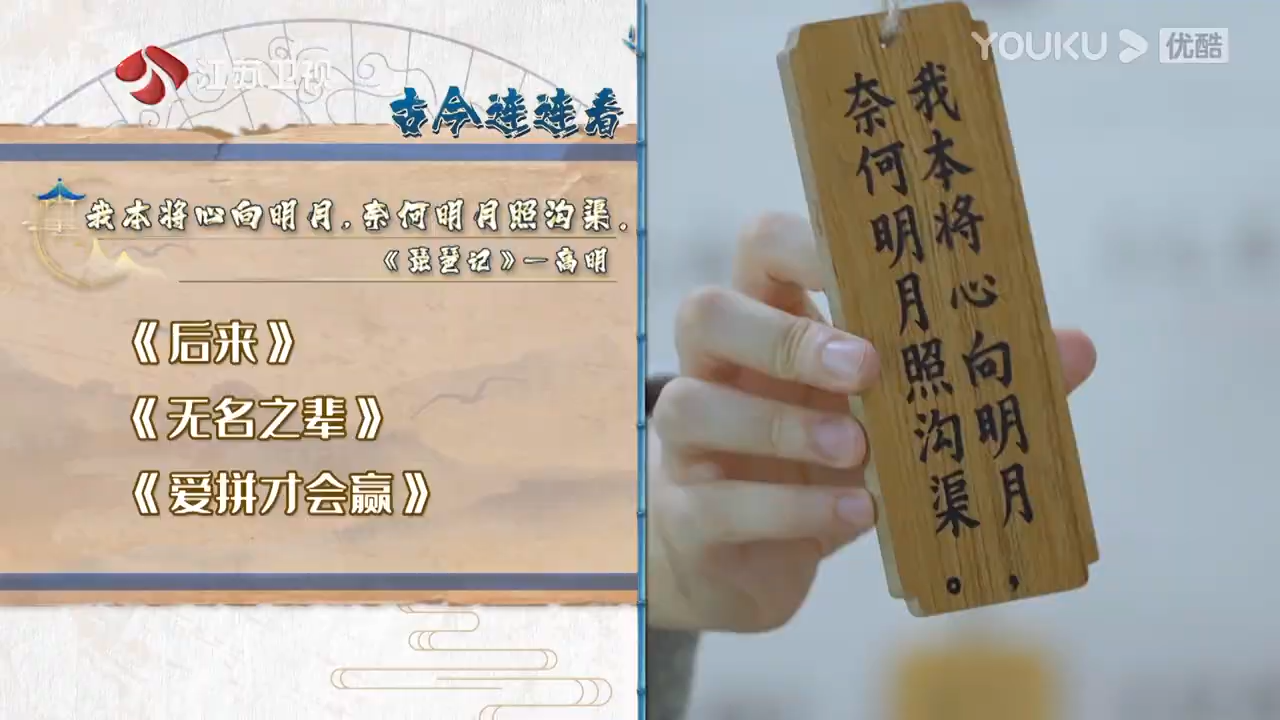 江苏卫视
YOUKU 优酷
古今连连看
我本将心向明月，奈何明月照沟渠。
《琵琶记》—高明
《后来》
《无名之辈》
《爱拼才会赢》
我本将心向明月，
奈何明月照沟渠。